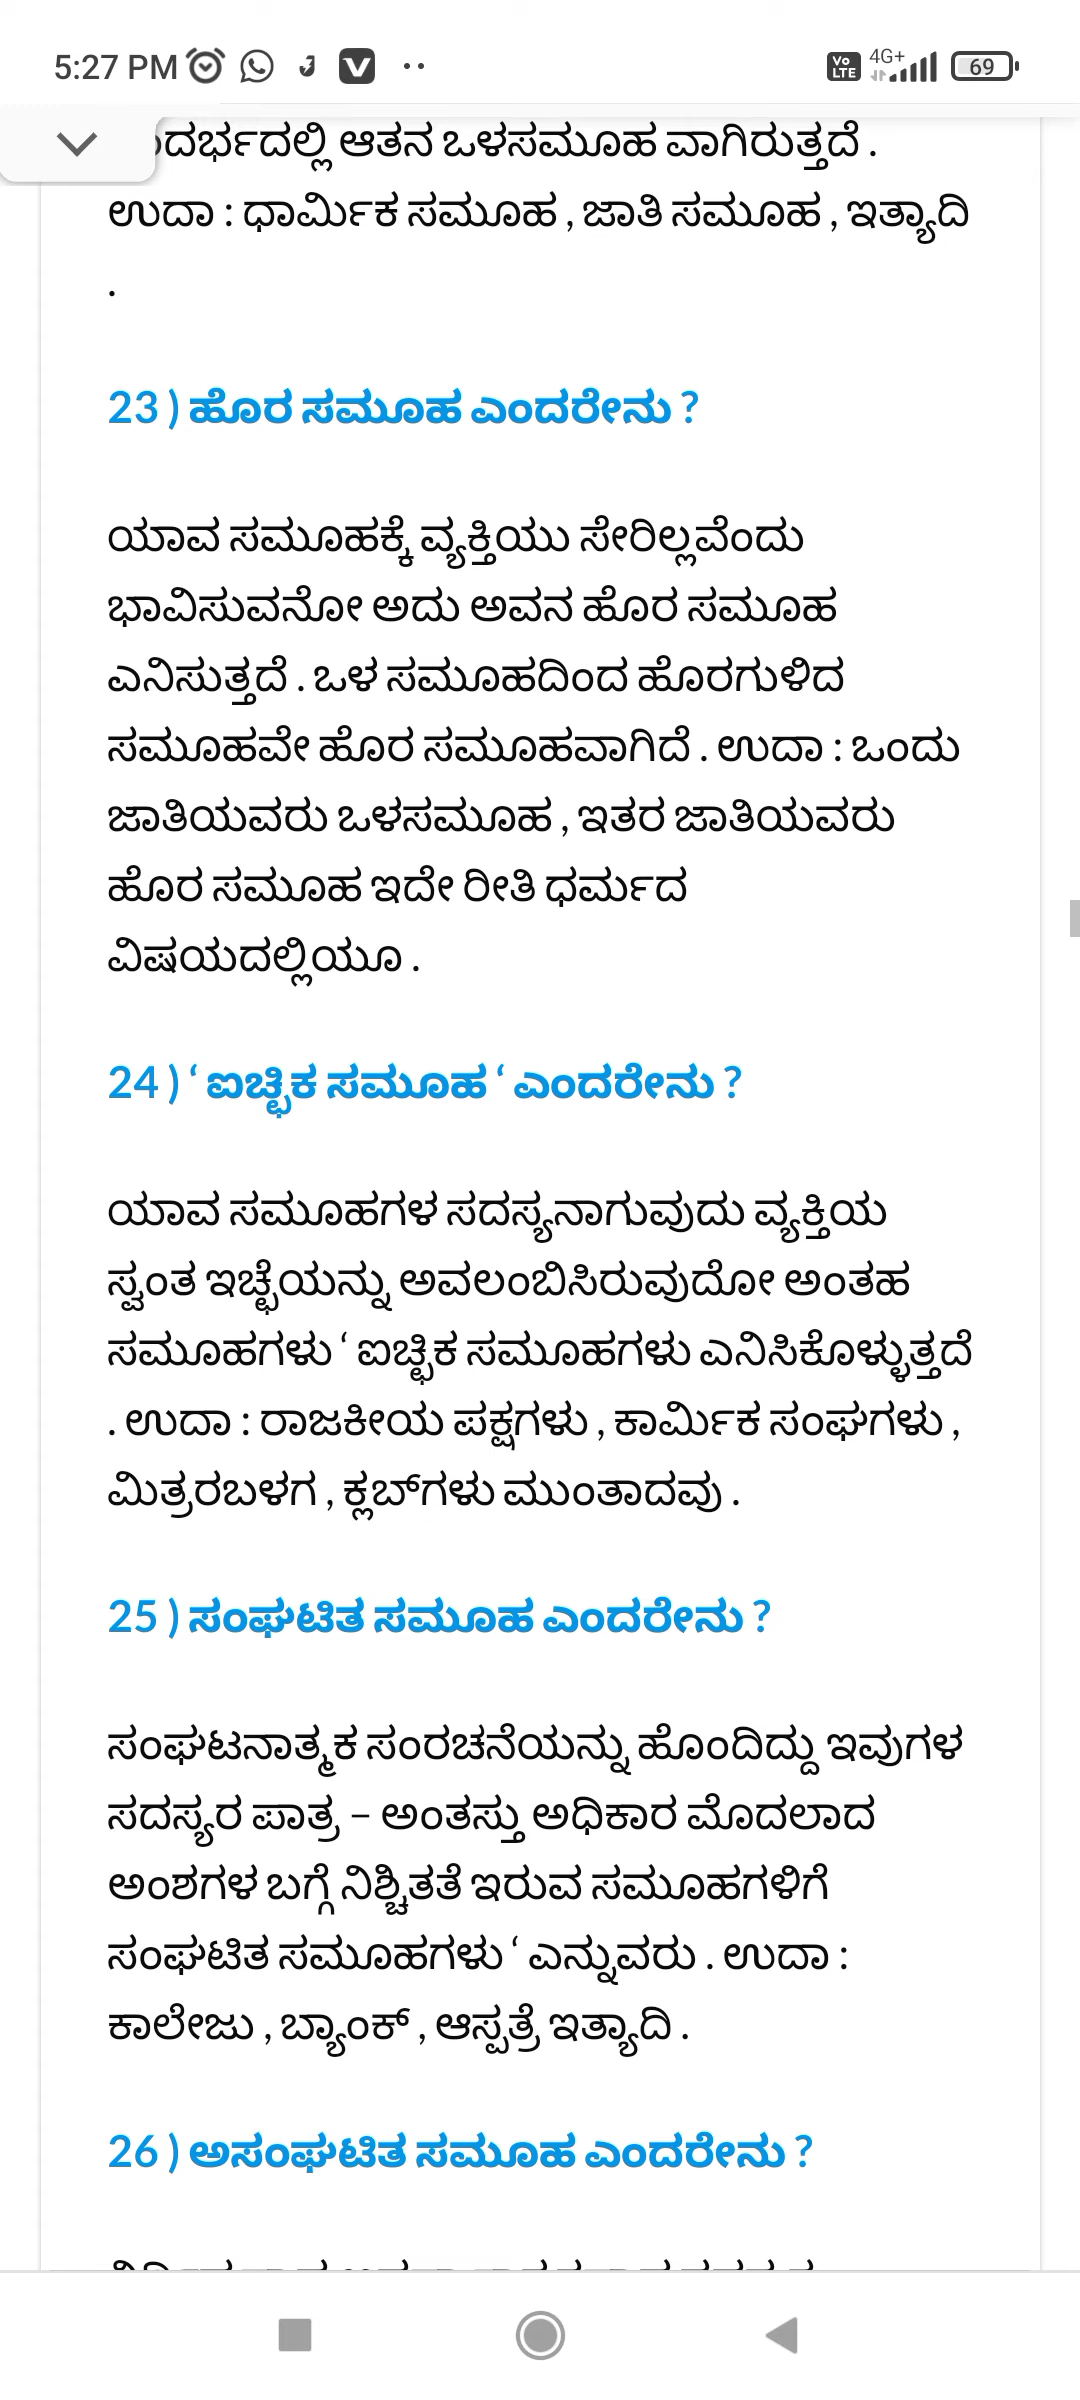 5:27 PM
Vo LTE 4G+ 69
ದರ್ಭದಲ್ಲಿ ಆತನ ಒಳಸಮೂಹ ವಾಗಿರುತ್ತದೆ .
ಉದಾ : ಧಾರ್ಮಿಕ ಸಮೂಹ , ಜಾತಿ ಸಮೂಹ , ಇತ್ಯಾದಿ
.
23 ) ಹೊರ ಸಮೂಹ ಎಂದರೇನು ?
ಯಾವ ಸಮೂಹಕ್ಕೆ ವ್ಯಕ್ತಿಯು ಸೇರಿಲ್ಲವೆಂದು
ಭಾವಿಸುವನೋ ಅದು ಅವನ ಹೊರ ಸಮೂಹ
ಎನಿಸುತ್ತದೆ . ಒಳ ಸಮೂಹದಿಂದ ಹೊರಗುಳಿದ
ಸಮೂಹವೇ ಹೊರ ಸಮೂಹವಾಗಿದೆ . ಉದಾ : ಒಂದು
ಜಾತಿಯವರು ಒಳಸಮೂಹ , ಇತರ ಜಾತಿಯವರು
ಹೊರ ಸಮೂಹ ಇದೇ ರೀತಿ ಧರ್ಮದ
ವಿಷಯದಲ್ಲಿಯೂ .
24 ) ‘ ಐಚ್ಛಿಕ ಸಮೂಹ ‘ ಎಂದರೇನು ?
ಯಾವ ಸಮೂಹಗಳ ಸದಸ್ಯನಾಗುವುದು ವ್ಯಕ್ತಿಯ
ಸ್ವಂತ ಇಚ್ಛೆಯನ್ನು ಅವಲಂಬಿಸಿರುವುದೋ ಅಂತಹ
ಸಮೂಹಗಳು ‘ ಐಚ್ಛಿಕ ಸಮೂಹಗಳು ಎನಿಸಿಕೊಳ್ಳುತ್ತದೆ
. ಉದಾ : ರಾಜಕೀಯ ಪಕ್ಷಗಳು , ಕಾರ್ಮಿಕ ಸಂಘಗಳು ,
ಮಿತ್ರರಬಳಗ , ಕ್ಲಬ್‌ಗಳು ಮುಂತಾದವು .
25 ) ಸಂಘಟಿತ ಸಮೂಹ ಎಂದರೇನು ?
ಸಂಘಟನಾತ್ಮಕ ಸಂರಚನೆಯನ್ನು ಹೊಂದಿದ್ದು ಇವುಗಳ
ಸದಸ್ಯರ ಪಾತ್ರ – ಅಂತಸ್ತು ಅಧಿಕಾರ ಮೊದಲಾದ
ಅಂಶಗಳ ಬಗ್ಗೆ ನಿಶ್ಚಿತತೆ ಇರುವ ಸಮೂಹಗಳಿಗೆ
ಸಂಘಟಿತ ಸಮೂಹಗಳು ‘ ಎನ್ನುವರು . ಉದಾ :
ಕಾಲೇಜು , ಬ್ಯಾಂಕ್ , ಆಸ್ಪತ್ರೆ ಇತ್ಯಾದಿ .
26 ) ಅಸಂಘಟಿತ ಸಮೂಹ ಎಂದರೇನು ?